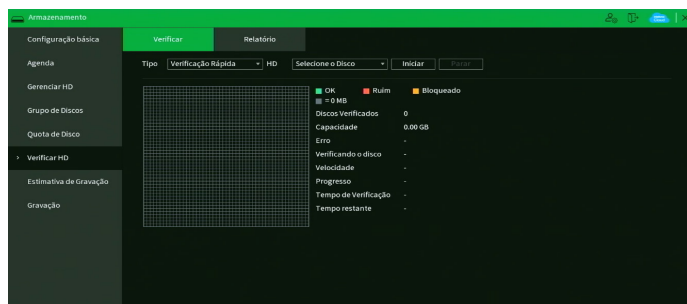 Armazenamento
Configuração básica
Agenda
Gerenciar HD
Grupo de Discos
Quota de Disco
> Verificar HD
Estimativa de Gravação
Gravação
Verificar Relatório
Tipo Verificação Rápida HD Selecione o Disco Iniciar Parar
OK Ruim Bloqueado
= 0 MB
Discos Verificados 0
Capacidade 0.00 GB
Erro -
Verificando o disco -
Velocidade -
Progresso -
Tempo de Verificação -
Tempo restante -